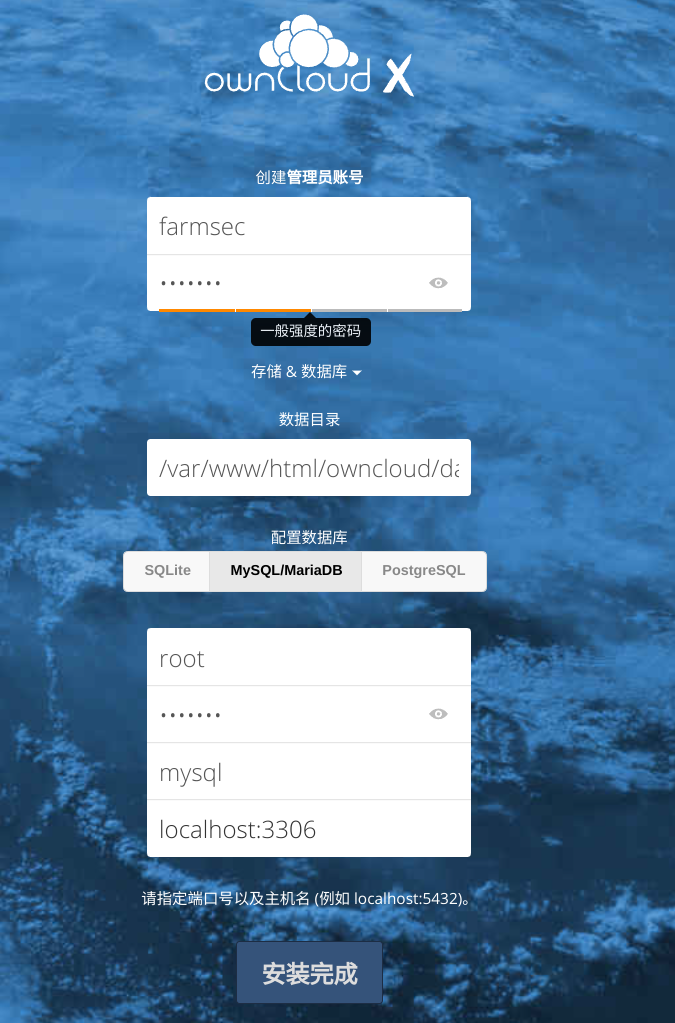 ownCloud X
创建管理员账号
farmsec
•••••••
一般强度的密码
存储 & 数据库
数据目录
/var/www/html/owncloud/da
配置数据库
SQLite MySQL/MariaDB PostgreSQL
root
•••••••
mysql
localhost:3306
请指定端口号以及主机名 (例如 localhost:5432)。
安装完成